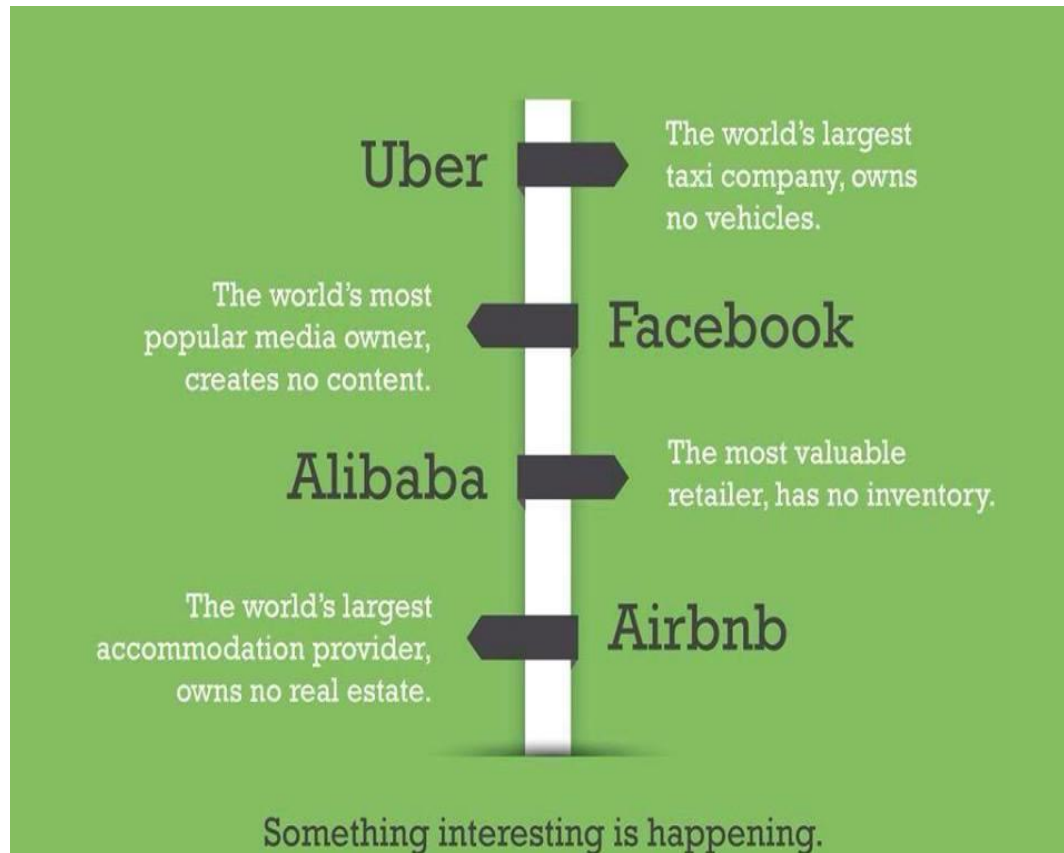 Uber
The world's largest
taxi company, owns
no vehicles.
The world's most
popular media owner,
creates no content.
Facebook
Alibaba
The most valuable
retailer, has no inventory.
The world's largest
accommodation provider,
owns no real estate.
Airbnb
Something interesting is happening.